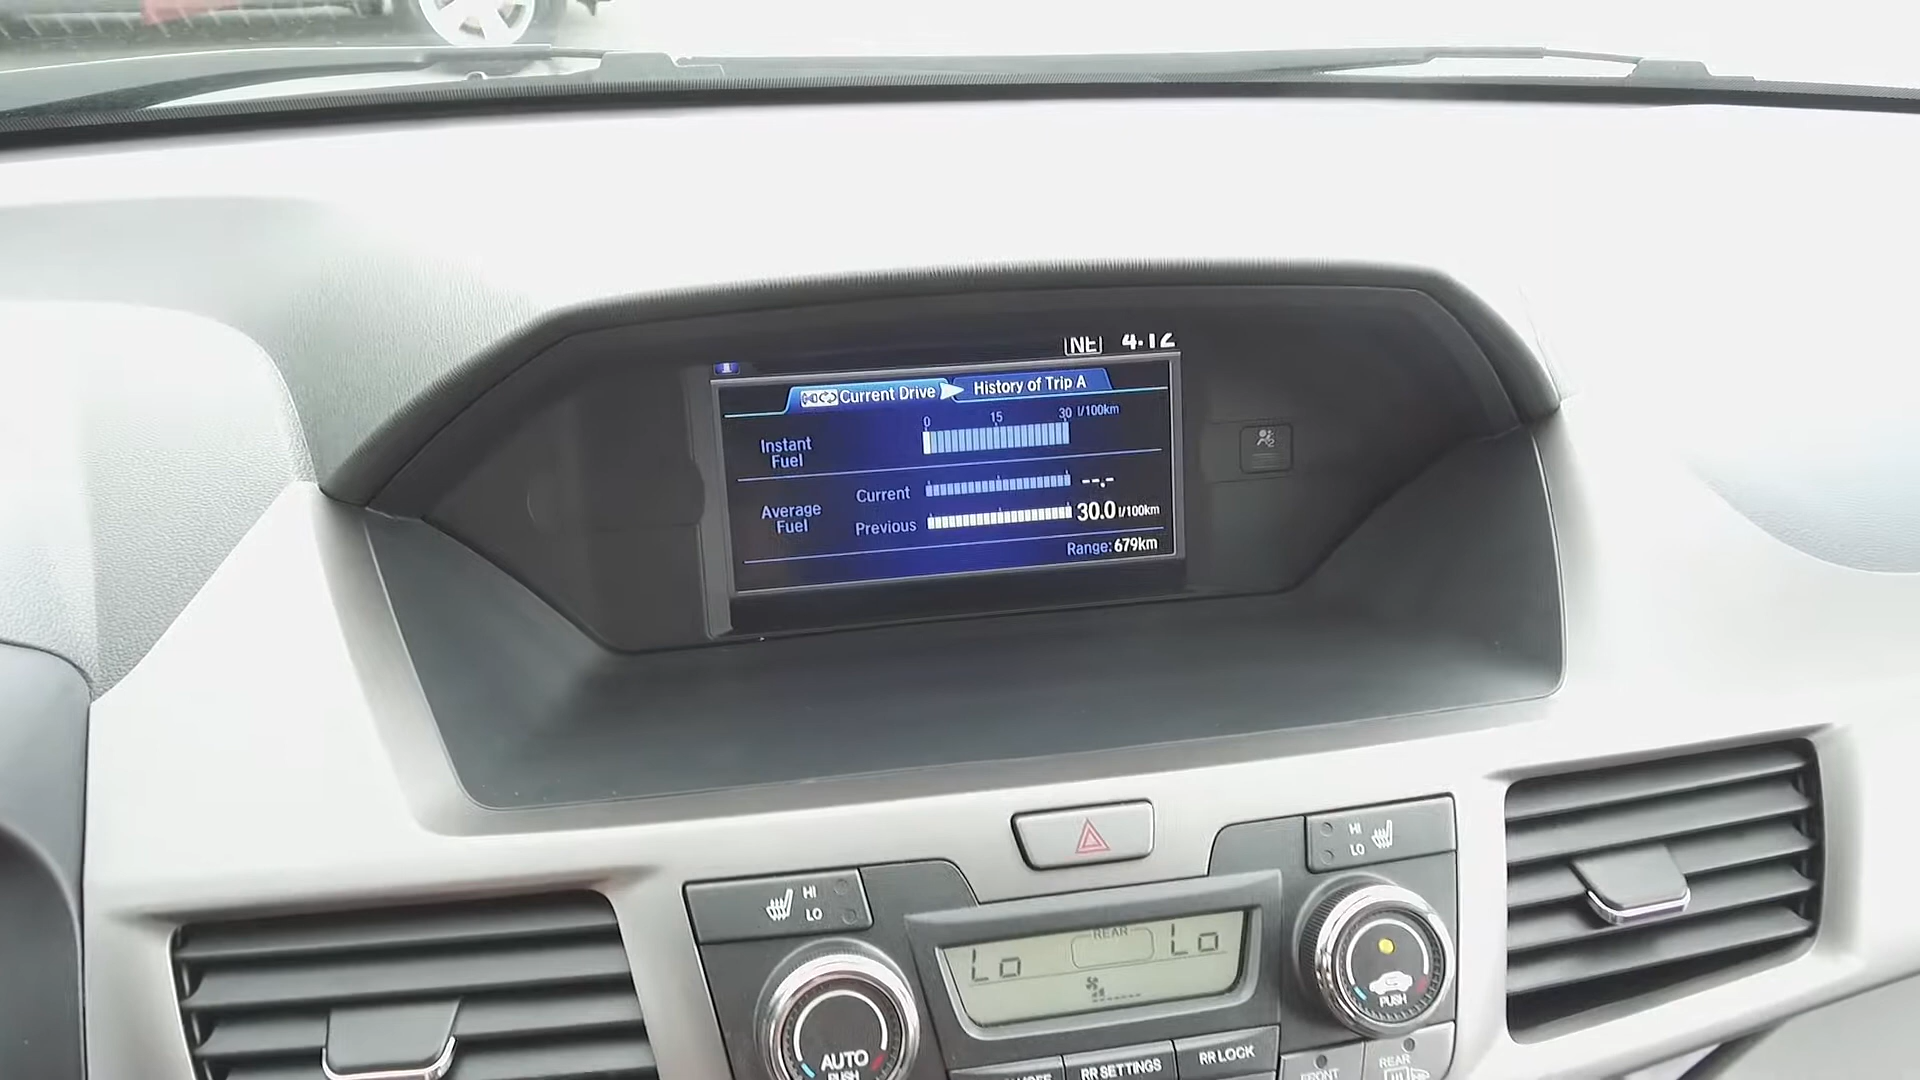 NE 4:12
Current Drive History of Trip A
0 15 30 l/100km
Instant
Fuel
Current --.-
Average
Fuel
Previous 30.0 l/100km
Range: 679km
HI
LO
HI
LO
REAR
Lo Lo
AUTO
PUSH
PUSH
RR SETTINGS
RR LOCK
FRONT
REAR